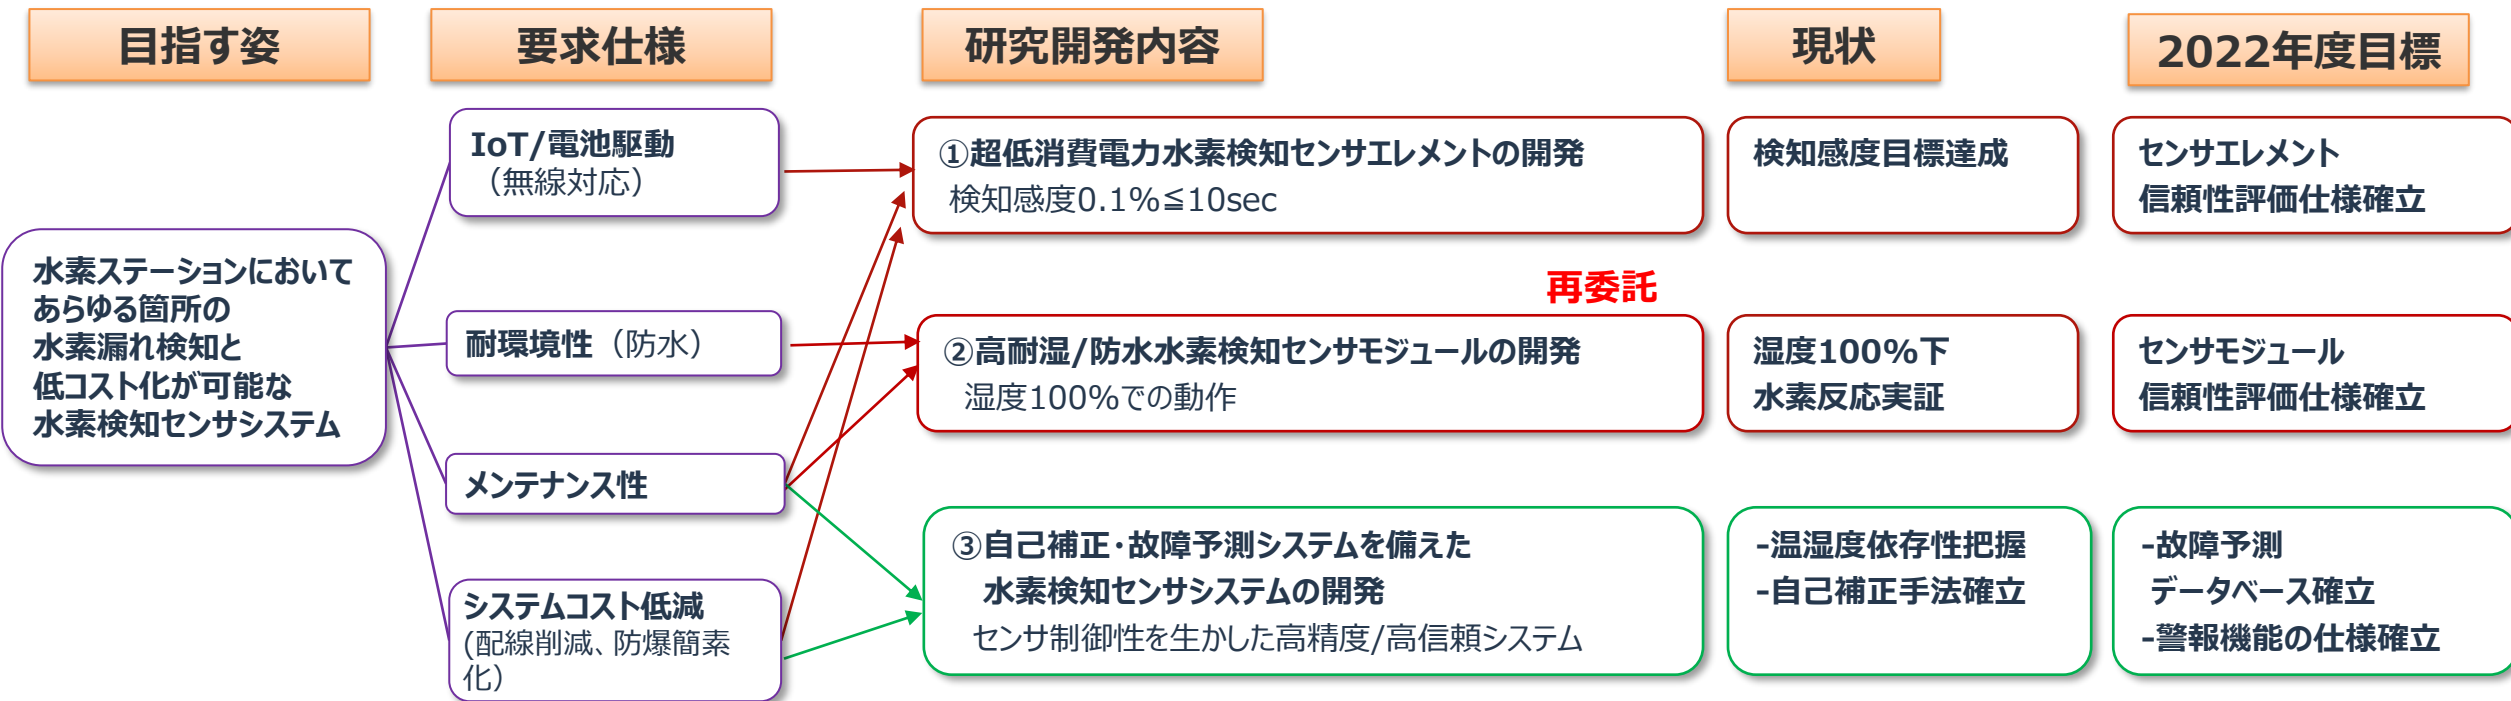 目指す姿
要求仕様
研究開発内容
現状
2022年度目標
水素ステーションにおいて
あらゆる箇所の
水素漏れ検知と
低コスト化が可能な
水素検知センサシステム
IoT/電池駆動
（無線対応）
耐環境性（防水）
メンテナンス性
システムコスト低減
(配線削減、防爆簡素
化）
①超低消費電力水素検知センサエレメントの開発
検知感度0.1%≦10sec
再委託
②高耐湿/防水水素検知センサモジュールの開発
湿度100%での動作
③自己補正･故障予測システムを備えた
水素検知センサシステムの開発
センサ制御性を生かした高精度/高信頼システム
検知感度目標達成
湿度100%下
水素反応実証
-温湿度依存性把握
-自己補正手法確立
センサエレメント
信頼性評価仕様確立
センサモジュール
信頼性評価仕様確立
-故障予測
データベース確立
-警報機能の仕様確立